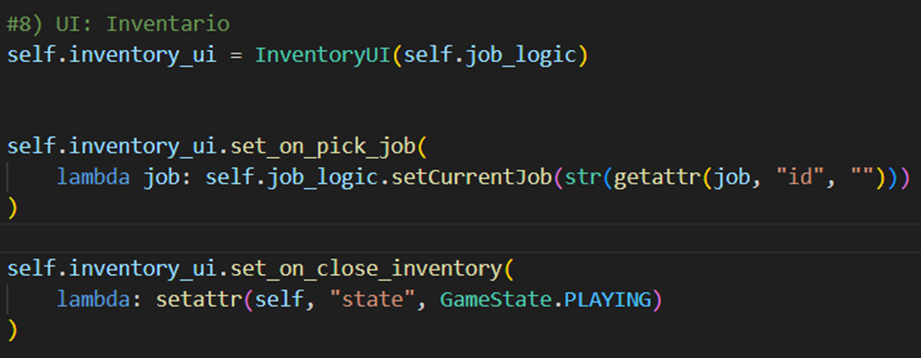 #8) UI: Inventario
self.inventory_ui = InventoryUI(self.job_logic)
self.inventory_ui.set_on_pick_job(
lambda job: self.job_logic.setCurrentJob(str(getattr(job, "id", "")))
)
self.inventory_ui.set_on_close_inventory(
lambda: setattr(self, "state", GameState.PLAYING)
)